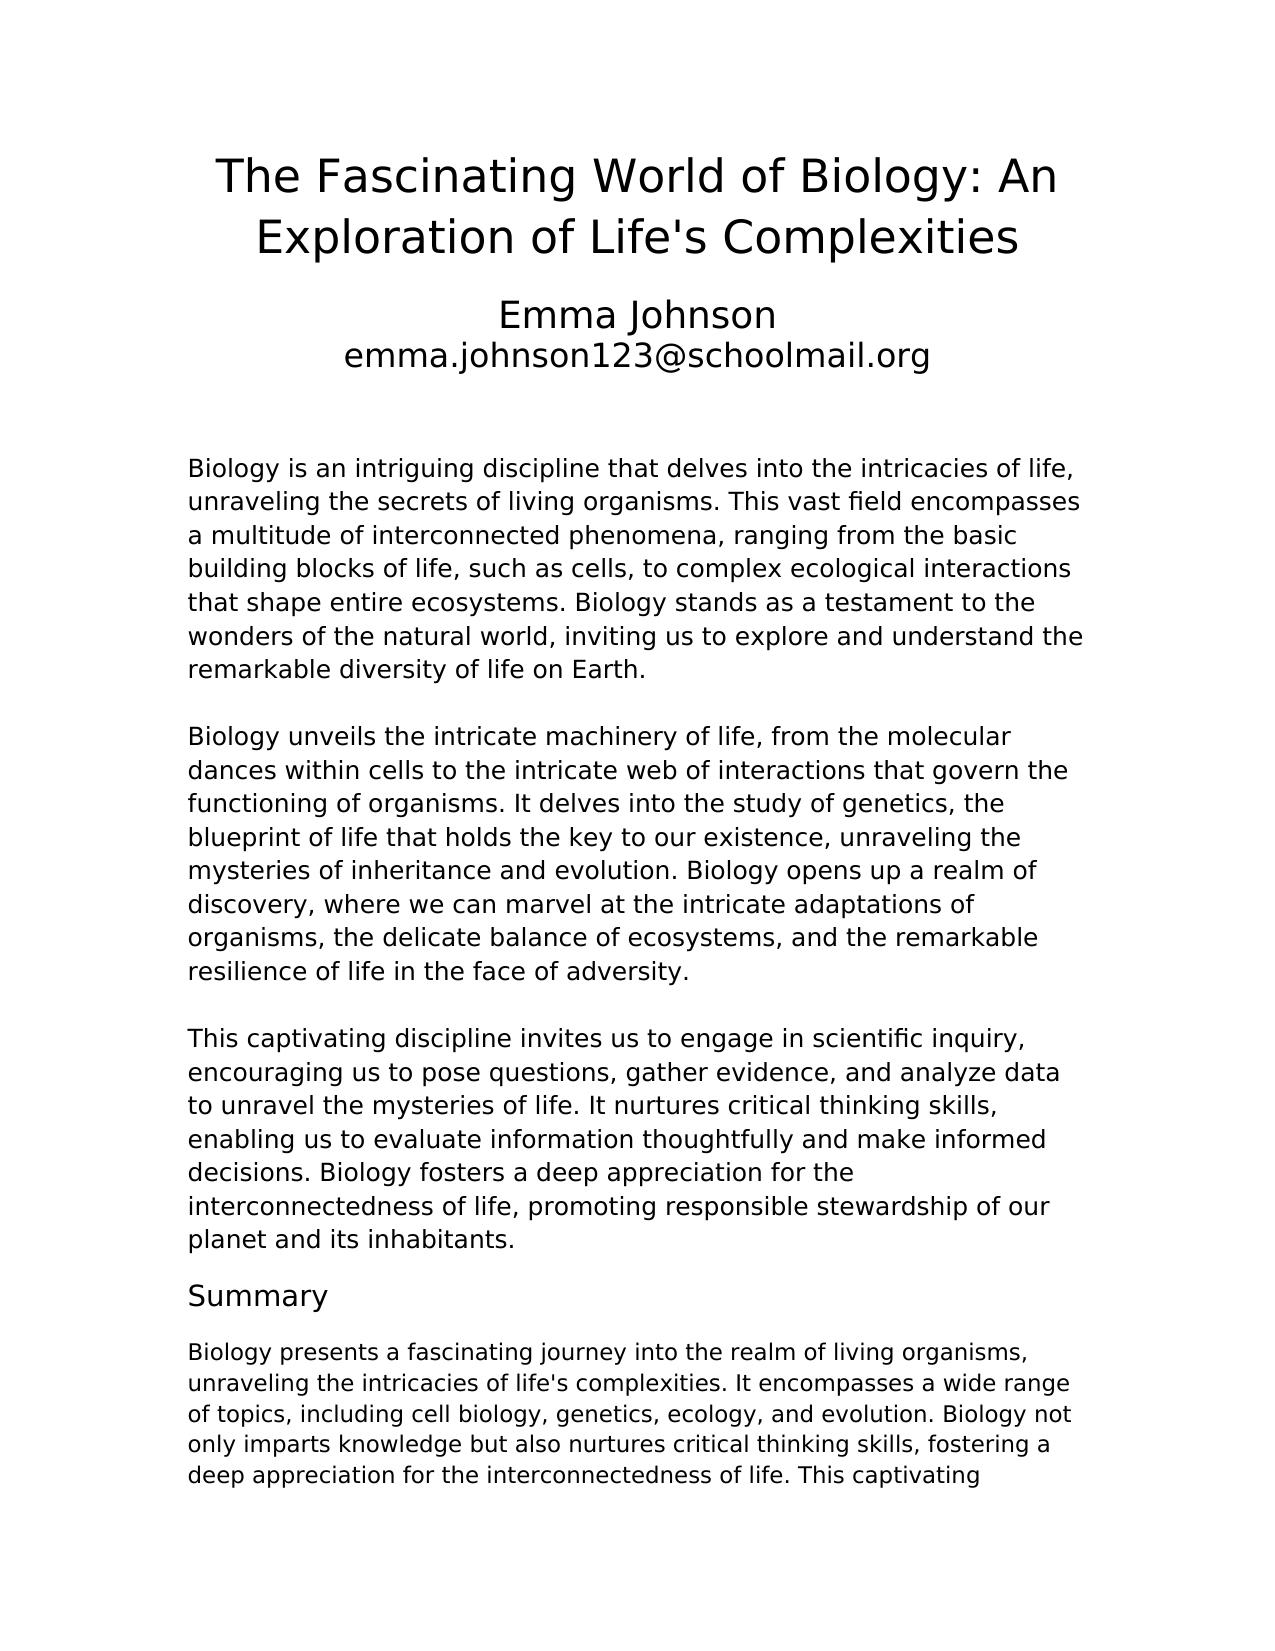 The Fascinating World of Biology: An
Exploration of Life's Complexities
Emma Johnson
emma.johnson123@schoolmail.org
Biology is an intriguing discipline that delves into the intricacies of life,
unraveling the secrets of living organisms. This vast field encompasses
a multitude of interconnected phenomena, ranging from the basic
building blocks of life, such as cells, to complex ecological interactions
that shape entire ecosystems. Biology stands as a testament to the
wonders of the natural world, inviting us to explore and understand the
remarkable diversity of life on Earth.
Biology unveils the intricate machinery of life, from the molecular
dances within cells to the intricate web of interactions that govern the
functioning of organisms. It delves into the study of genetics, the
blueprint of life that holds the key to our existence, unraveling the
mysteries of inheritance and evolution. Biology opens up a realm of
discovery, where we can marvel at the intricate adaptations of
organisms, the delicate balance of ecosystems, and the remarkable
resilience of life in the face of adversity.
This captivating discipline invites us to engage in scientific inquiry,
encouraging us to pose questions, gather evidence, and analyze data
to unravel the mysteries of life. It nurtures critical thinking skills,
enabling us to evaluate information thoughtfully and make informed
decisions. Biology fosters a deep appreciation for the
interconnectedness of life, promoting responsible stewardship of our
planet and its inhabitants.
Summary
Biology presents a fascinating journey into the realm of living organisms,
unraveling the intricacies of life's complexities. It encompasses a wide range
of topics, including cell biology, genetics, ecology, and evolution. Biology not
only imparts knowledge but also nurtures critical thinking skills, fostering a
deep appreciation for the interconnectedness of life. This captivating